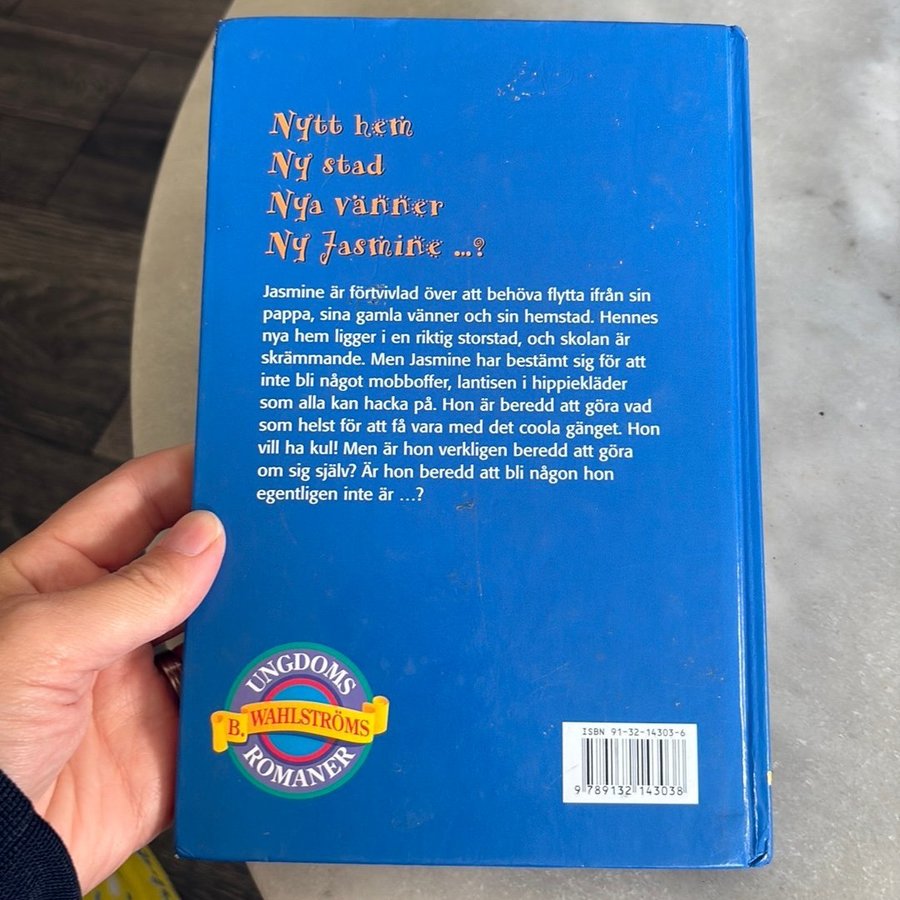 Nytt hem
Ny stad
Nya vänner
Ny Jasmine ...?
Jasmine är förtvivlad över att behöva flytta ifrån sin
pappa, sina gamla vänner och sin hemstad. Hennes
nya hem ligger i en riktig storstad, och skolan är
skrämmande. Men Jasmine har bestämt sig för att
inte bli något mobboffer, lantisen i hippiekläder
som alla kan hacka på. Hon är beredd att göra vad
som helst för att få vara med det coola gänget. Hon
vill ha kul! Men är hon verkligen beredd att göra
om sig själv? Är hon beredd att bli någon hon
egentligen inte är ...?
UNGDOMS
B. WAHLSTRÖMS
ROMANER
ISBN 91-32-14303-6
9 789132 143038